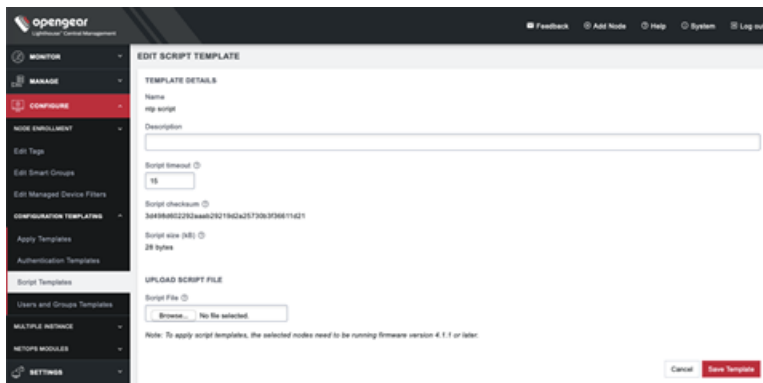 opengear
Lighthouse Central Management
Feedback
Add Node
Help
System
Log out
MONITOR
MANAGE
CONFIGURE
NODE ENROLLMENT
Edit Tags
Edit Smart Groups
Edit Managed Device Filters
CONFIGURATION TEMPLATING
Apply Templates
Authentication Templates
Script Templates
Users and Groups Templates
MULTIPLE INSTANCE
NETOPS MODULES
SETTINGS
EDIT SCRIPT TEMPLATE
TEMPLATE DETAILS
Name
ntp script
Description
Script timeout
15
Script checksum
Script size (kB)
28 bytes
UPLOAD SCRIPT FILE
Script File
Browse... No file selected.
Note: To apply script templates, the selected nodes need to be running firmware version 4.1.1 or later.
Cancel
Save Template